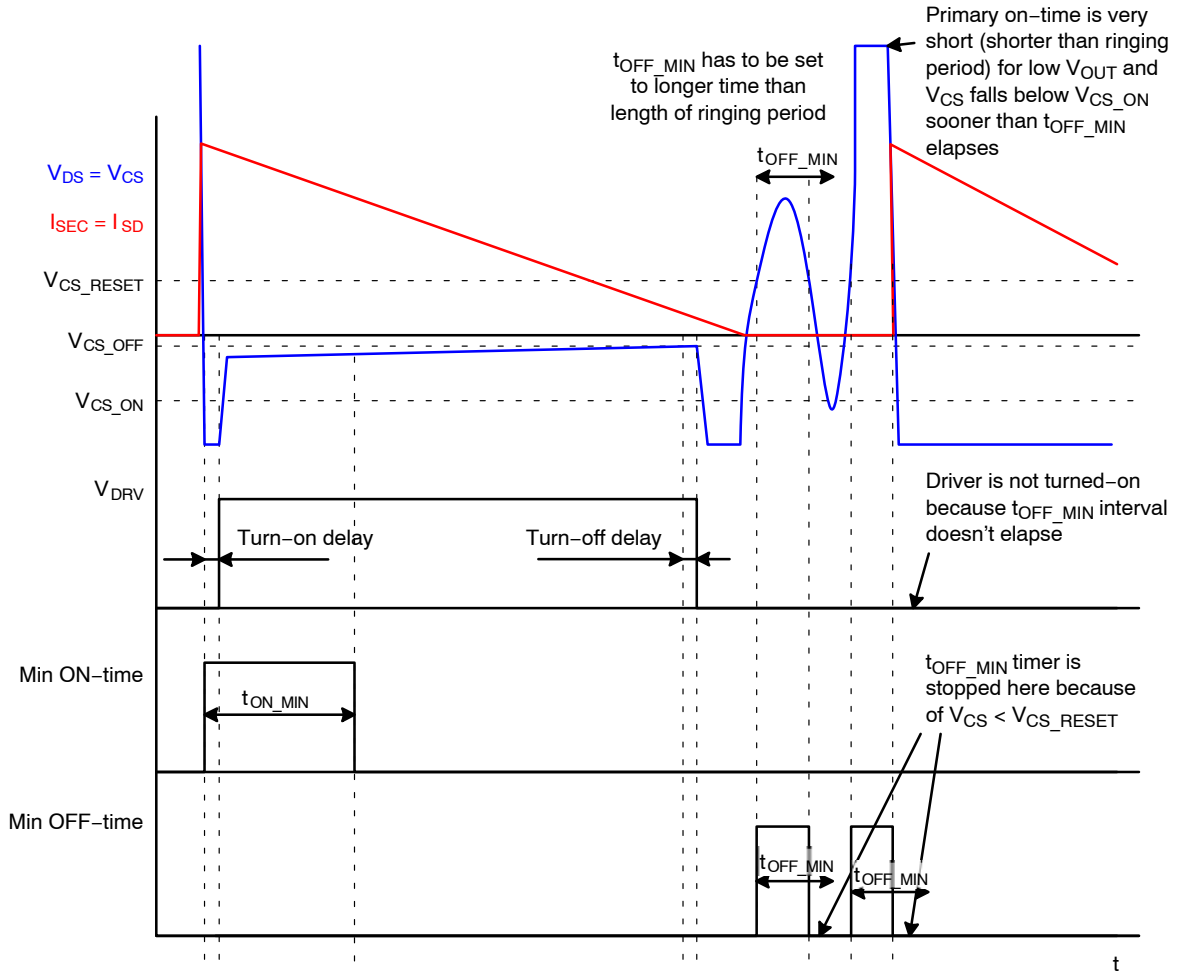 Primary on−time is very
short (shorter than ringing
period) for low VOUT and
VCS falls below VCS_ON
sooner than tOFF_MIN
elapses
tOFF_MIN has to be set
to longer time than
length of ringing period
tOFF_MIN
VDS = VCS
ISEC = ISD
VCS_RESET
VCS_OFF
VCS_ON
VDRV
Turn−on delay
Turn−off delay
Driver is not turned−on
because tOFF_MIN interval
doesn't elapse
Min ON−time
tON_MIN
tOFF_MIN timer is
stopped here because
of VCS < VCS_RESET
Min OFF−time
tOFF_MIN
tOFF_MIN
t